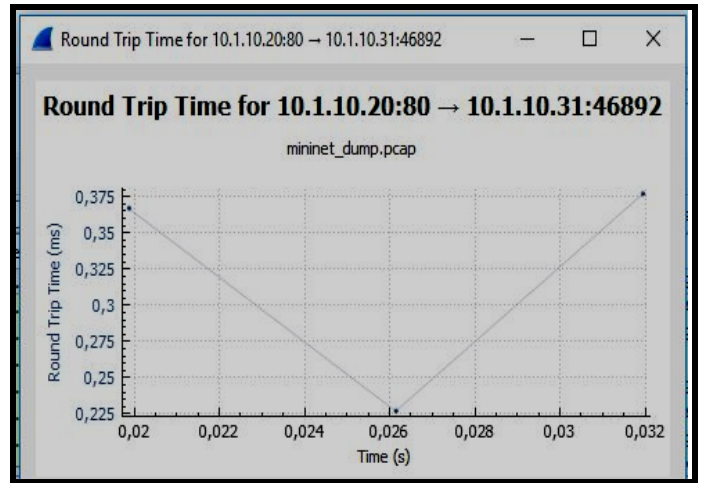 Round Trip Time for 10.1.10.20:80 → 10.1.10.31:46892
Round Trip Time for 10.1.10.20:80 → 10.1.10.31:46892
mininet_dump.pcap
Round Trip Time (ms)
0,375
0,35
0,325
0,3
0,275
0,25
0,225
0,02 0,022 0,024 0,026 0,028 0,03 0,032
Time (s)